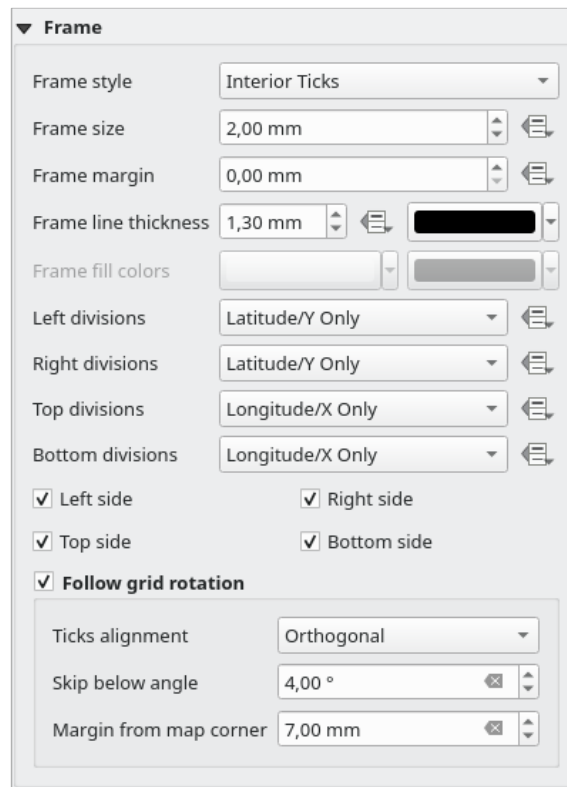 Frame
Frame style Interior Ticks
Frame size 2,00 mm
Frame margin 0,00 mm
Frame line thickness 1,30 mm
Frame fill colors
Left divisions Latitude/Y Only
Right divisions Latitude/Y Only
Top divisions Longitude/X Only
Bottom divisions Longitude/X Only
Left side Right side
Top side Bottom side
Follow grid rotation
Ticks alignment Orthogonal
Skip below angle 4,00 °
Margin from map corner 7,00 mm